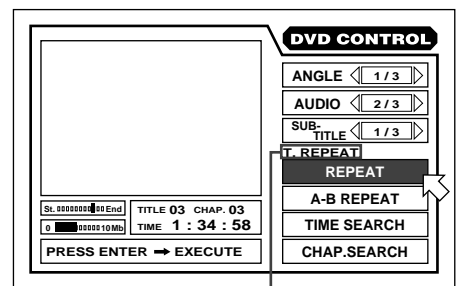 DVD CONTROL
ANGLE 1 / 3
AUDIO 2 / 3
SUB-
TITLE 1 / 3
T. REPEAT
REPEAT
A-B REPEAT
TIME SEARCH
CHAP.SEARCH
St. End
0 10Mb
TITLE 03 CHAP. 03
TIME 1 : 34 : 58
PRESS ENTER ➞ EXECUTE